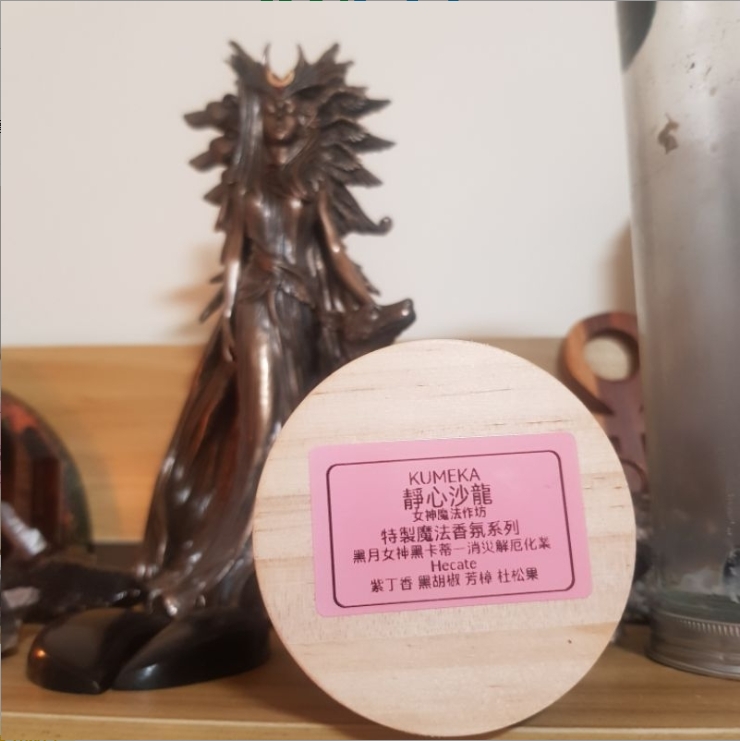 KUMEKA
靜心沙龍
女神魔法作坊
特製魔法香氛系列
黑月女神黑卡蒂－消災解厄化業
Hecate
紫丁香 黑胡椒 芳樟 杜松果